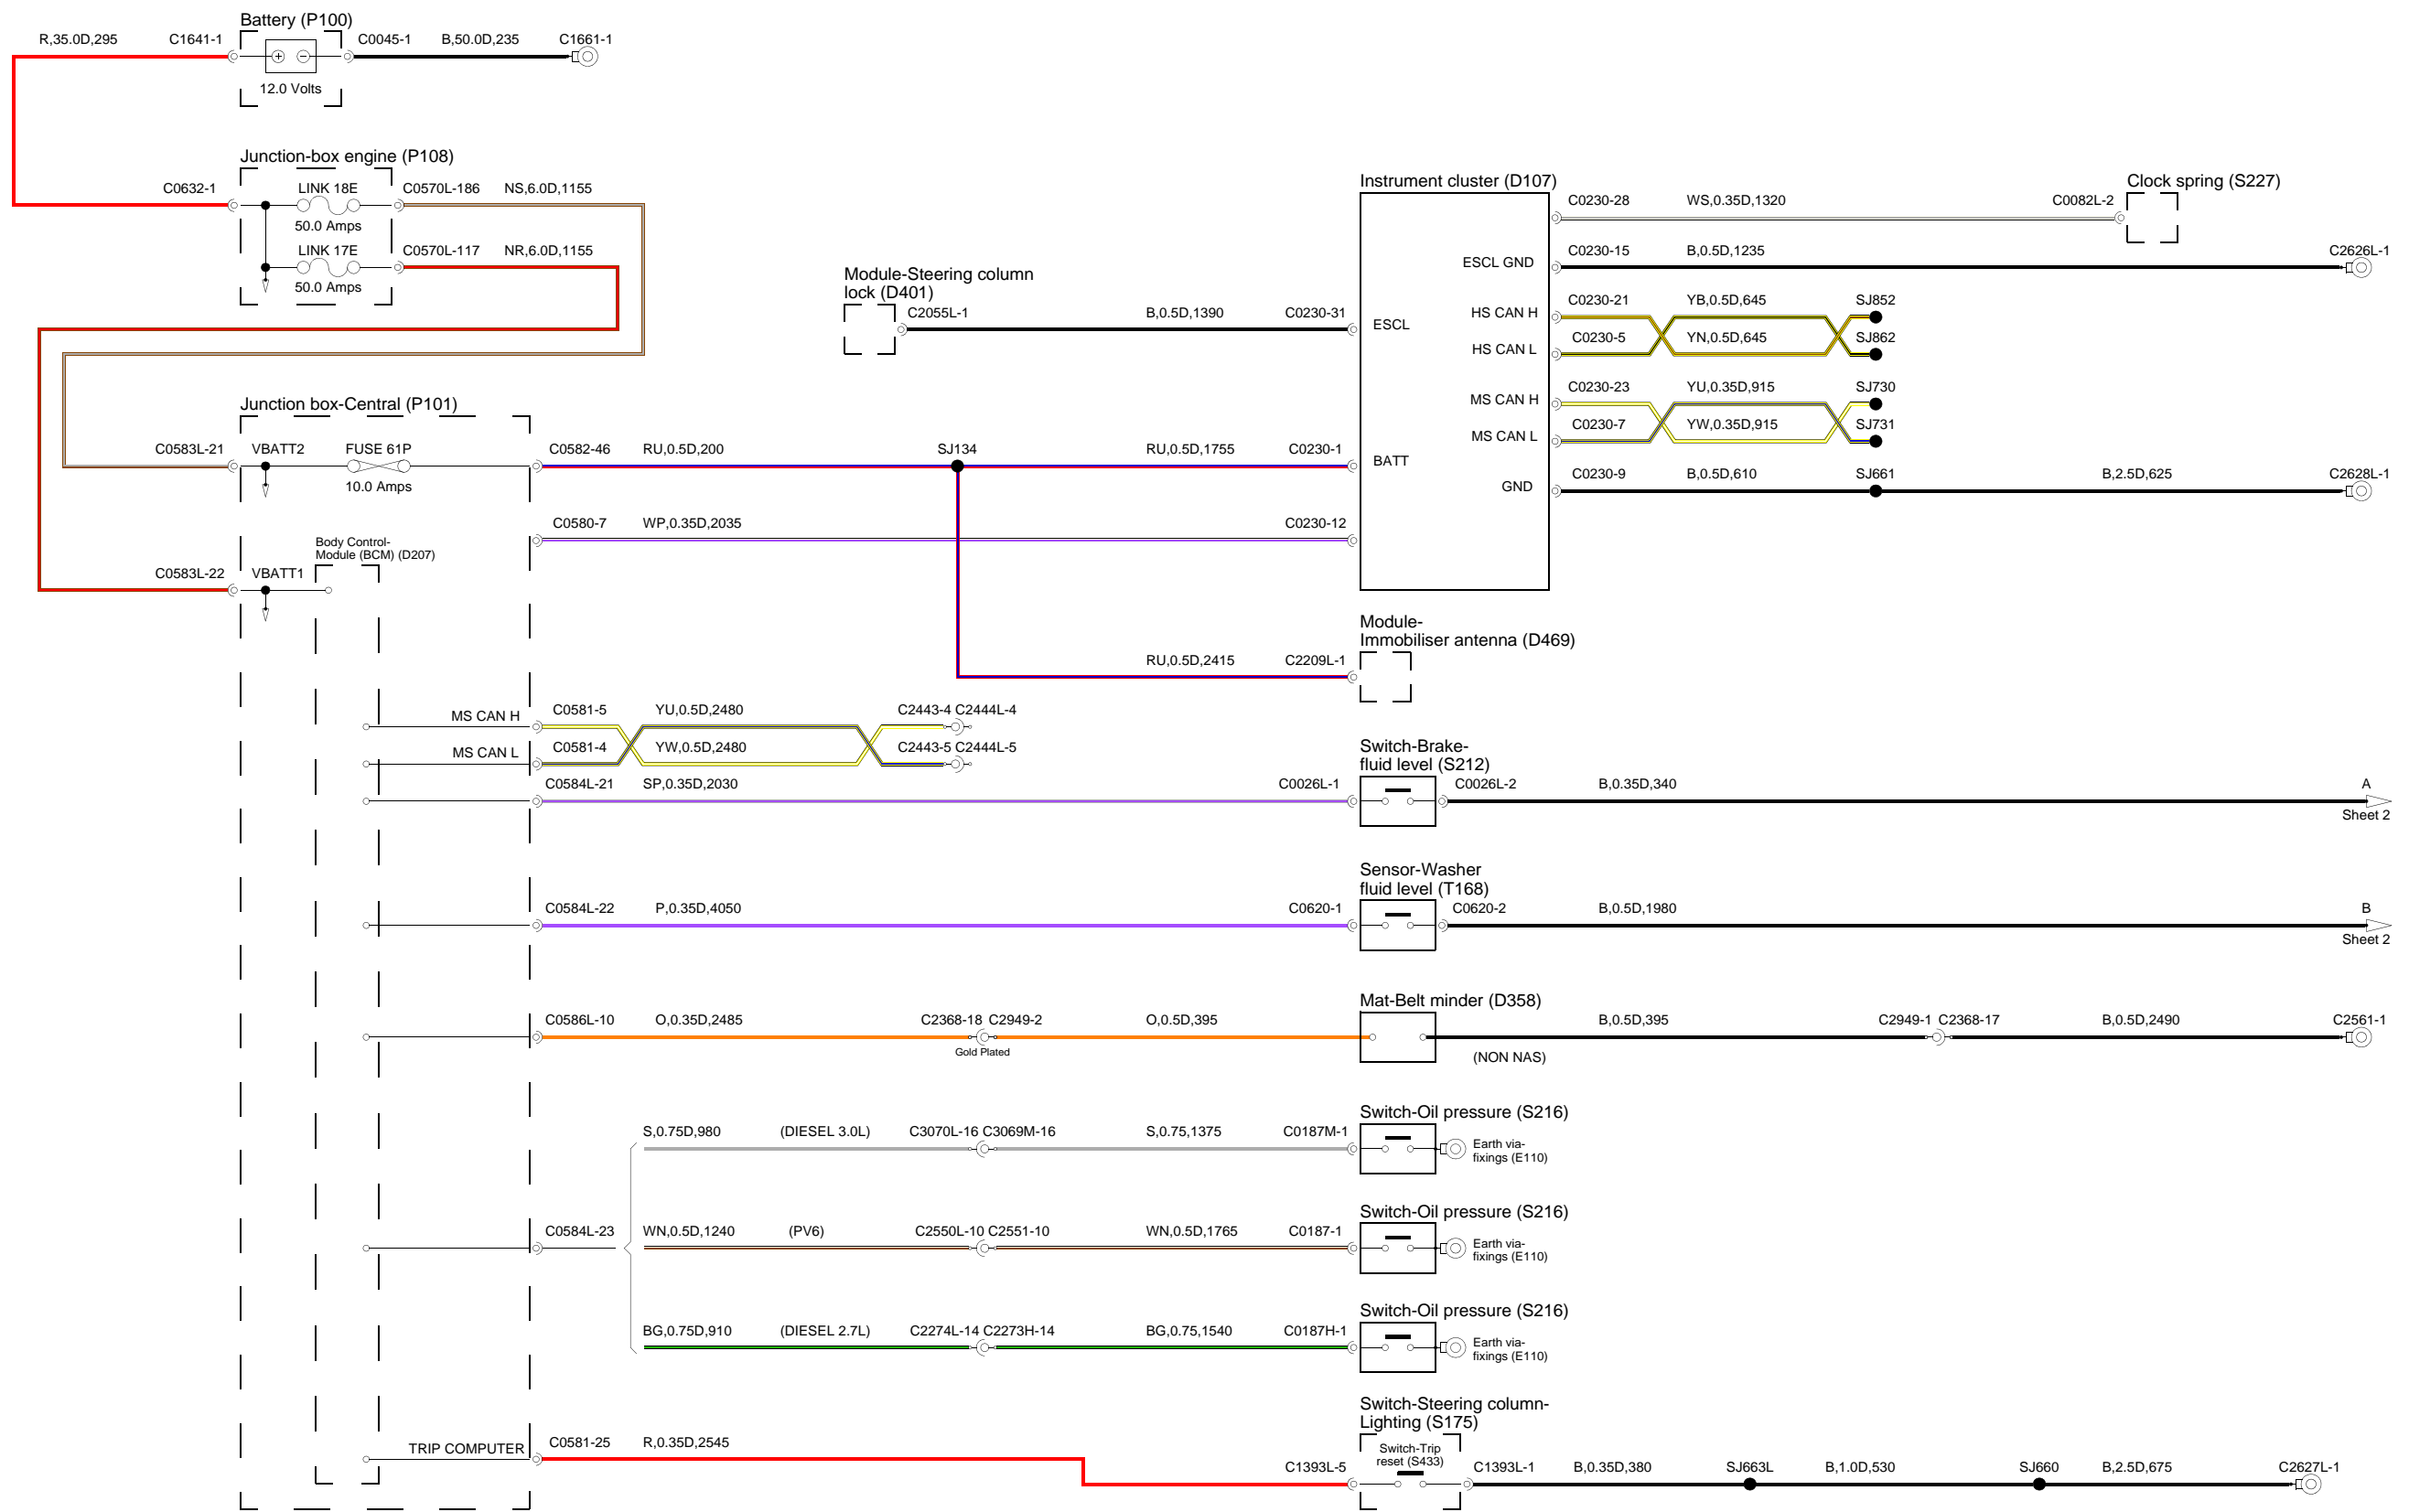 Battery (P100)
R,35.0D,295 C1641-1 C0045-1 B,50.0D,235 C1661-1
12.0 Volts
Junction-box engine (P108)
C0632-1 LINK 18E C0570L-186 NS,6.0D,1155
50.0 Amps
LINK 17E C0570L-117 NR,6.0D,1155
50.0 Amps
Module-Steering column
lock (D401)
C2055L-1 B,0.5D,1390 C0230-31
Instrument cluster (D107)
ESCL
BATT
ESCL GND
HS CAN H
HS CAN L
MS CAN H
MS CAN L
GND
C0230-28 WS,0.35D,1320 C0082L-2
Clock spring (S227)
C0230-15 B,0.5D,1235 C2626L-1
C0230-21 YB,0.5D,645 SJ852
C0230-5 YN,0.5D,645 SJ862
C0230-23 YU,0.35D,915 SJ730
C0230-7 YW,0.35D,915 SJ731
C0230-9 B,0.5D,610 SJ661 B,2.5D,625 C2628L-1
Junction box-Central (P101)
C0583L-21 VBATT2 FUSE 61P C0582-46 RU,0.5D,200 SJ134 RU,0.5D,1755 C0230-1
10.0 Amps
C0580-7 WP,0.35D,2035 C0230-12
Body Control-
Module (BCM) (D207)
C0583L-22 VBATT1
Module-
Immobiliser antenna (D469)
RU,0.5D,2415 C2209L-1
MS CAN H C0581-5 YU,0.5D,2480 C2443-4 C2444L-4
MS CAN L C0581-4 YW,0.5D,2480 C2443-5 C2444L-5
Switch-Brake-
fluid level (S212)
C0584L-21 SP,0.35D,2030 C0026L-1 C0026L-2 B,0.35D,340 A
Sheet 2
Sensor-Washer
fluid level (T168)
C0584L-22 P,0.35D,4050 C0620-1 C0620-2 B,0.5D,1980 B
Sheet 2
Mat-Belt minder (D358)
C0586L-10 O,0.35D,2485 C2368-18 C2949-2 O,0.5D,395 B,0.5D,395 C2949-1 C2368-17 B,0.5D,2490 C2561-1
Gold Plated
(NON NAS)
Switch-Oil pressure (S216)
S,0.75D,980 (DIESEL 3.0L) C3070L-16 C3069M-16 S,0.75,1375 C0187M-1
Earth via-
fixings (E110)
Switch-Oil pressure (S216)
C0584L-23 WN,0.5D,1240 (PV6) C2550L-10 C2551-10 WN,0.5D,1765 C0187-1
Earth via-
fixings (E110)
Switch-Oil pressure (S216)
BG,0.75D,910 (DIESEL 2.7L) C2274L-14 C2273H-14 BG,0.75,1540 C0187H-1
Earth via-
fixings (E110)
Switch-Steering column-
Lighting (S175)
TRIP COMPUTER C0581-25 R,0.35D,2545
Switch-Trip
reset (S433)
C1393L-5 C1393L-1 B,0.35D,380 SJ663L B,1.0D,530 SJ660 B,2.5D,675 C2627L-1